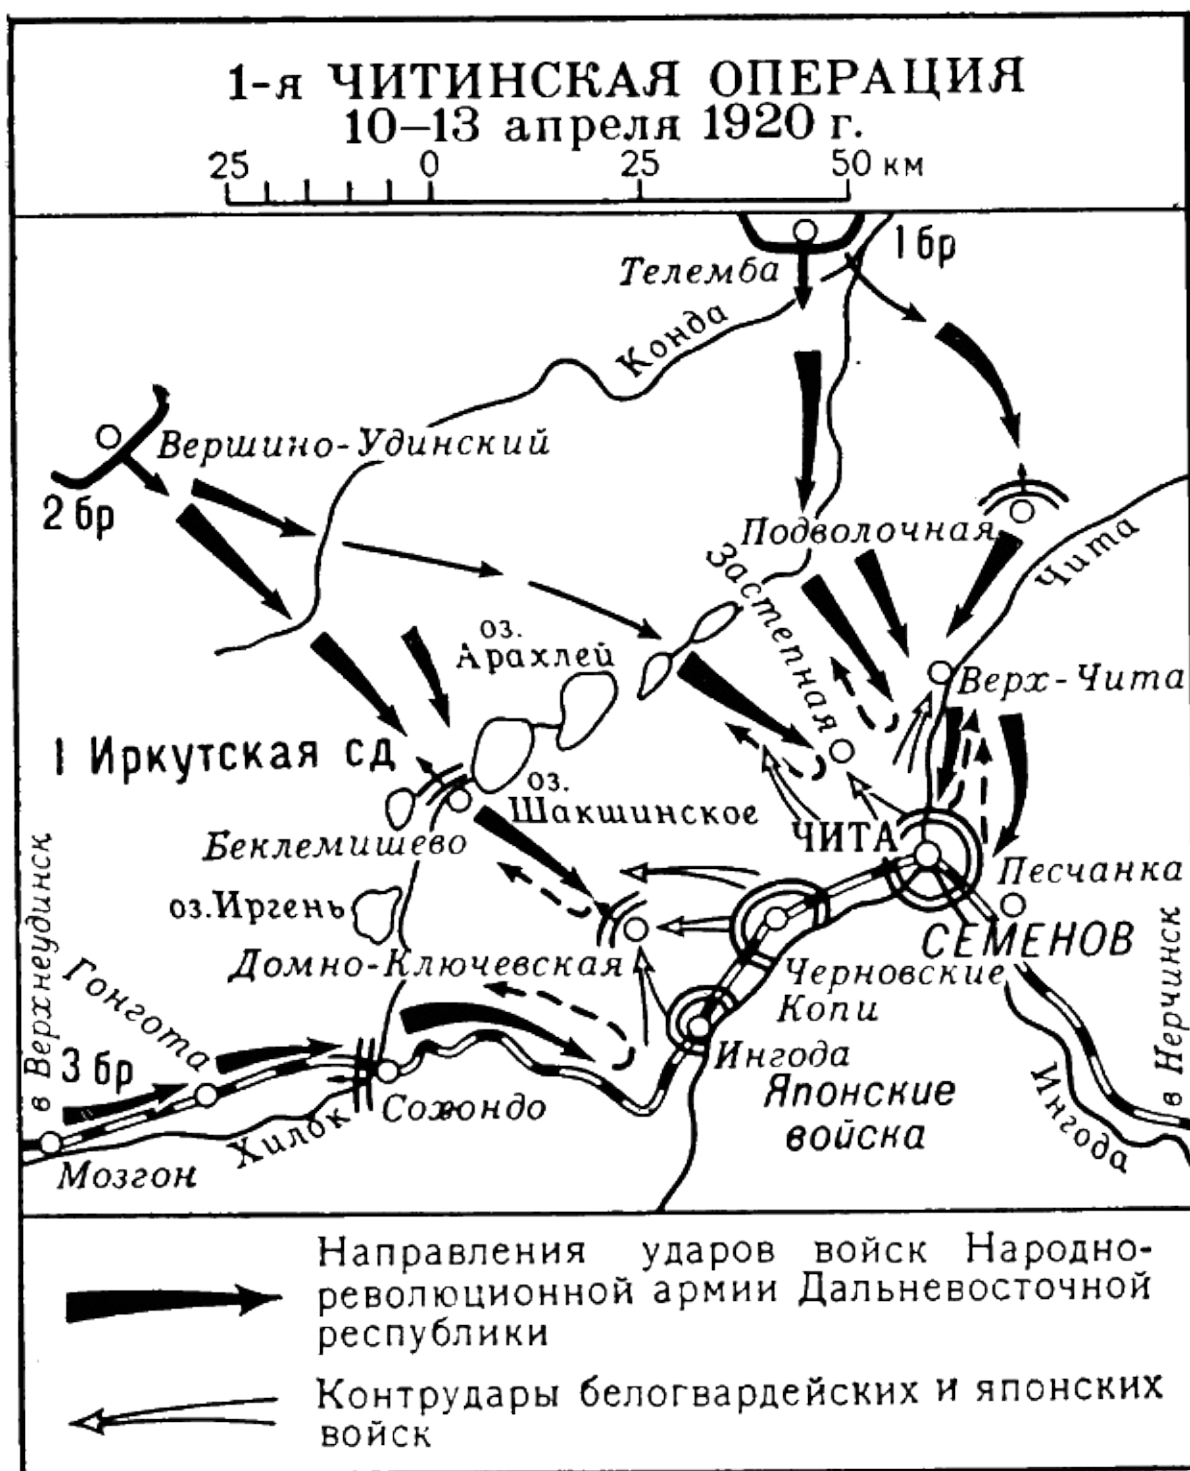 1-я ЧИТИНСКАЯ ОПЕРАЦИЯ
10–13 апреля 1920 г.
25 0 25 50 км
1 бр
Телемба
Конда
Вершино-Удинский
2 бр
Подволочная
Застепная
Чита
оз.
Арахлей
Верх-Чита
1 Иркутская сд
оз.
Шакшинское
ЧИТА
Беклемишево
Песчанка
оз.Иргень
СЕМЕНОВ
Домно-Ключевская
Черновские
Копи
в Верхнеудинск
Гонгота
3 бр
Ингода
в Нерчинск
Сохондо
Японские
войска
Ингода
Хилок
Мозгон
Направления ударов войск Народно-
революционной армии Дальневосточной
республики
Контрудары белогвардейских и японских
войск